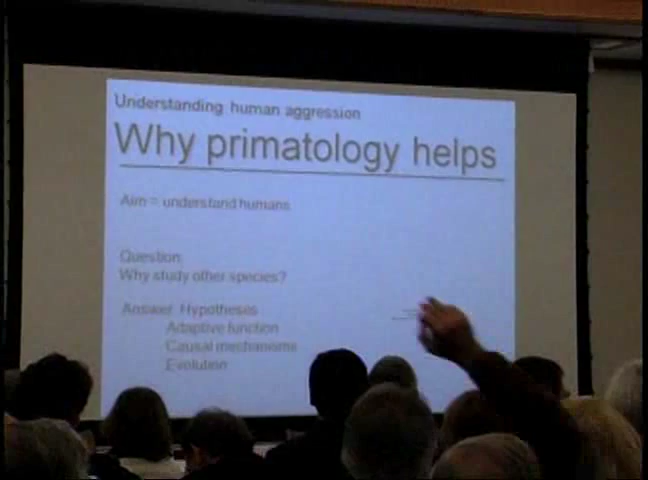 Understanding human aggression
Why primatology helps
Aim = understand humans
Question:
Why study other species?
Answer: Hypotheses
Adaptive function
Causal mechanisms
Evolution